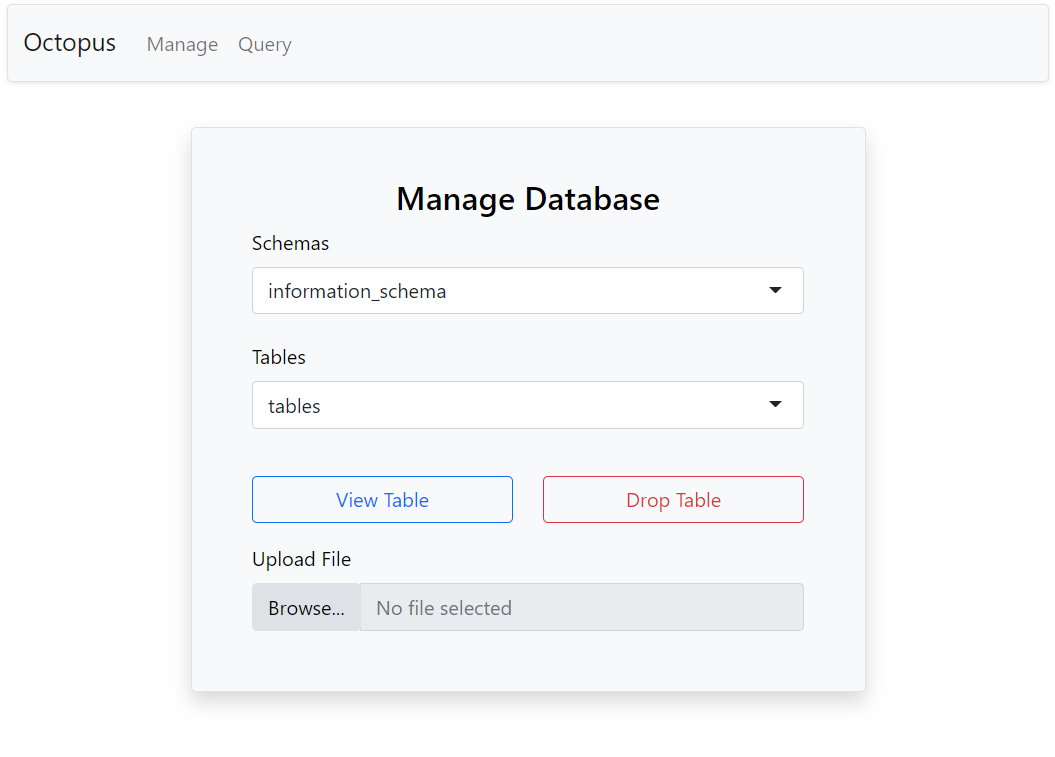 Octopus Manage Query
Manage Database
Schemas
information_schema
Tables
tables
View Table Drop Table
Upload File
Browse... No file selected